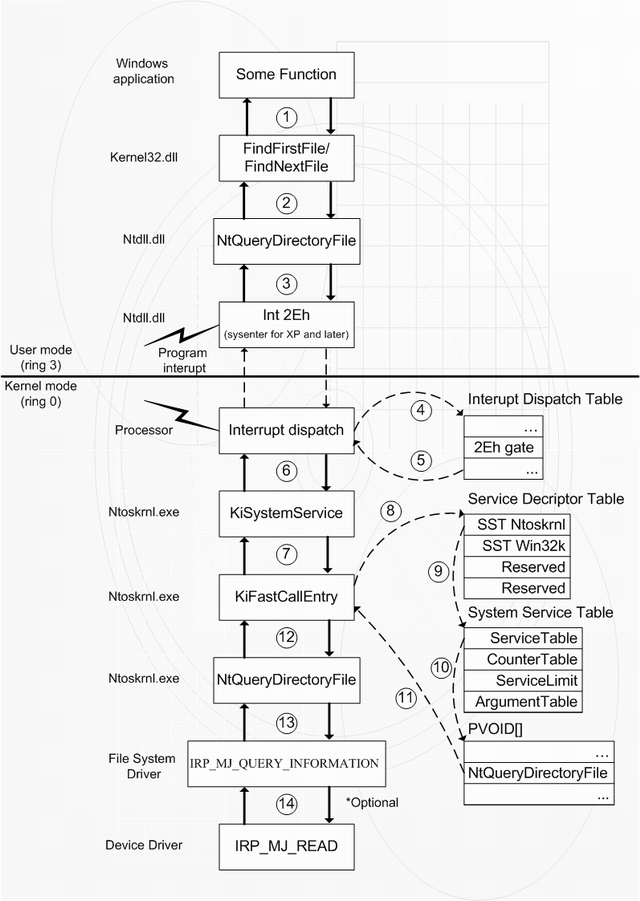 Windows
application
Some Function
1
Kernel32.dll
FindFirstFile/
FindNextFile
2
Ntdll.dll
NtQueryDirectoryFile
3
Ntdll.dll
Int 2Eh
(sysenter for XP and later)
Program
interupt
User mode
(ring 3)
Kernel mode
(ring 0)
Processor
Interrupt dispatch
4
5
Interupt Dispatch Table
...
2Eh gate
...
6
Ntoskrnl.exe
KiSystemService
7
8
Service Decriptor Table
SST Ntoskrnl
SST Win32k
Reserved
Reserved
9
Ntoskrnl.exe
KiFastCallEntry
System Service Table
ServiceTable
CounterTable
ServiceLimit
ArgumentTable
10
11
12
Ntoskrnl.exe
NtQueryDirectoryFile
PVOID[]
...
NtQueryDirectoryFile
...
13
File System
Driver
IRP_MJ_QUERY_INFORMATION
14
*Optional
Device Driver
IRP_MJ_READ